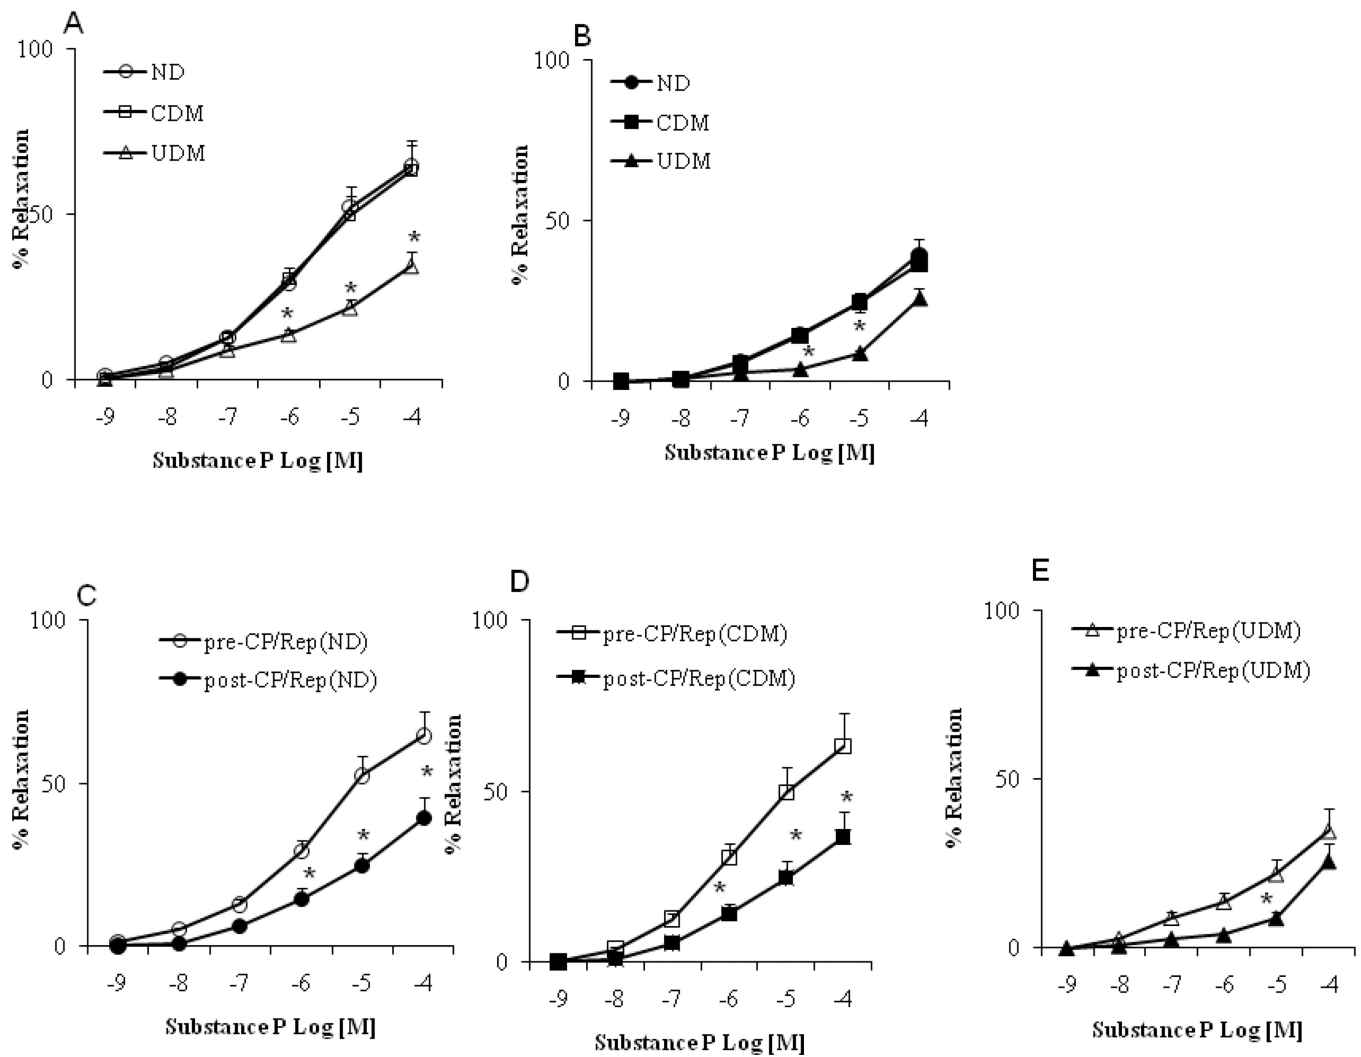 A
100
50
0
ND
CDM
UDM
% Relaxation
*
*
*
-9 -8 -7 -6 -5 -4
Substance P Log [M]
B
100
50
0
ND
CDM
UDM
% Relaxation
*
*
-9 -8 -7 -6 -5 -4
Substance P Log [M]
C
100
50
0
pre-CP/Rep(ND)
post-CP/Rep(ND)
% Relaxation
*
*
*
-9 -8 -7 -6 -5 -4
Substance P Log [M]
D
100
50
0
pre-CP/Rep(CDM)
post-CP/Rep(CDM)
% Relaxation
*
*
*
-9 -8 -7 -6 -5 -4
Substance P Log [M]
E
100
50
0
pre-CP/Rep(UDM)
post-CP/Rep(UDM)
% Relaxation
*
-9 -8 -7 -6 -5 -4
Substance P Log [M]